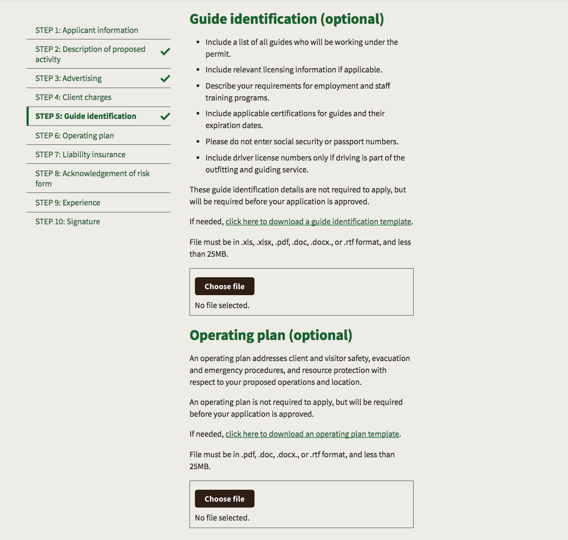 STEP 1: Applicant information
STEP 2: Description of proposed
activity
STEP 3: Advertising
STEP 4: Client charges
STEP 5: Guide identification
STEP 6: Operating plan
STEP 7: Liability insurance
STEP 8: Acknowledgement of risk
form
STEP 9: Experience
STEP 10: Signature
Guide identification (optional)
• Include a list of all guides who will be working under the
permit.
• Include relevant licensing information if applicable.
• Describe your requirements for employment and staff
training programs.
• Include applicable certifications for guides and their
expiration dates.
• Please do not enter social security or passport numbers.
• Include driver license numbers only if driving is part of the
outfitting and guiding service.
These guide identification details are not required to apply, but
will be required before your application is approved.
If needed, click here to download a guide identification template.
File must be in .xls, .xlsx, .pdf, .doc, .docx., or .rtf format, and less
than 25MB.
Choose file
No file selected.
Operating plan (optional)
An operating plan addresses client and visitor safety, evacuation
and emergency procedures, and resource protection with
respect to your proposed operations and location.
An operating plan is not required to apply, but will be required
before your application is approved.
If needed, click here to download an operating plan template.
File must be in .pdf, .doc, .docx., or .rtf format, and less than
25MB.
Choose file
No file selected.